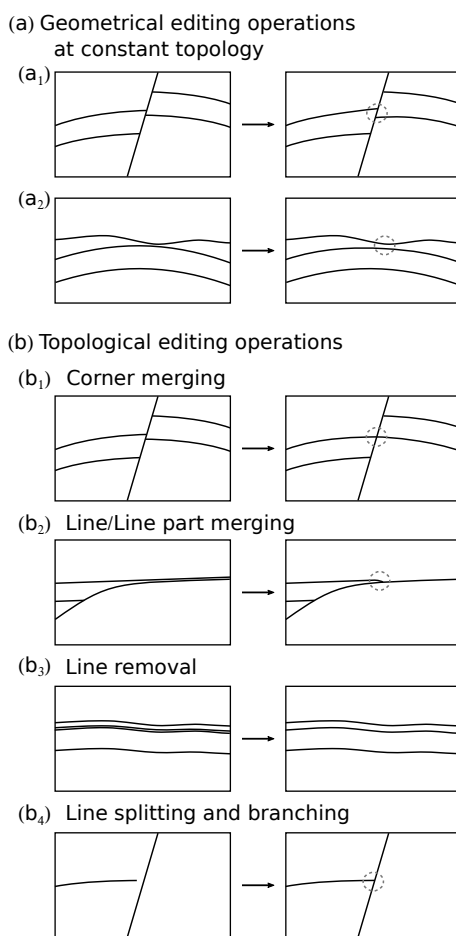 (a) Geometrical editing operations
at constant topology
(a₁)
(a₂)
(b) Topological editing operations
(b₁) Corner merging
(b₂) Line/Line part merging
(b₃) Line removal
(b₄) Line splitting and branching